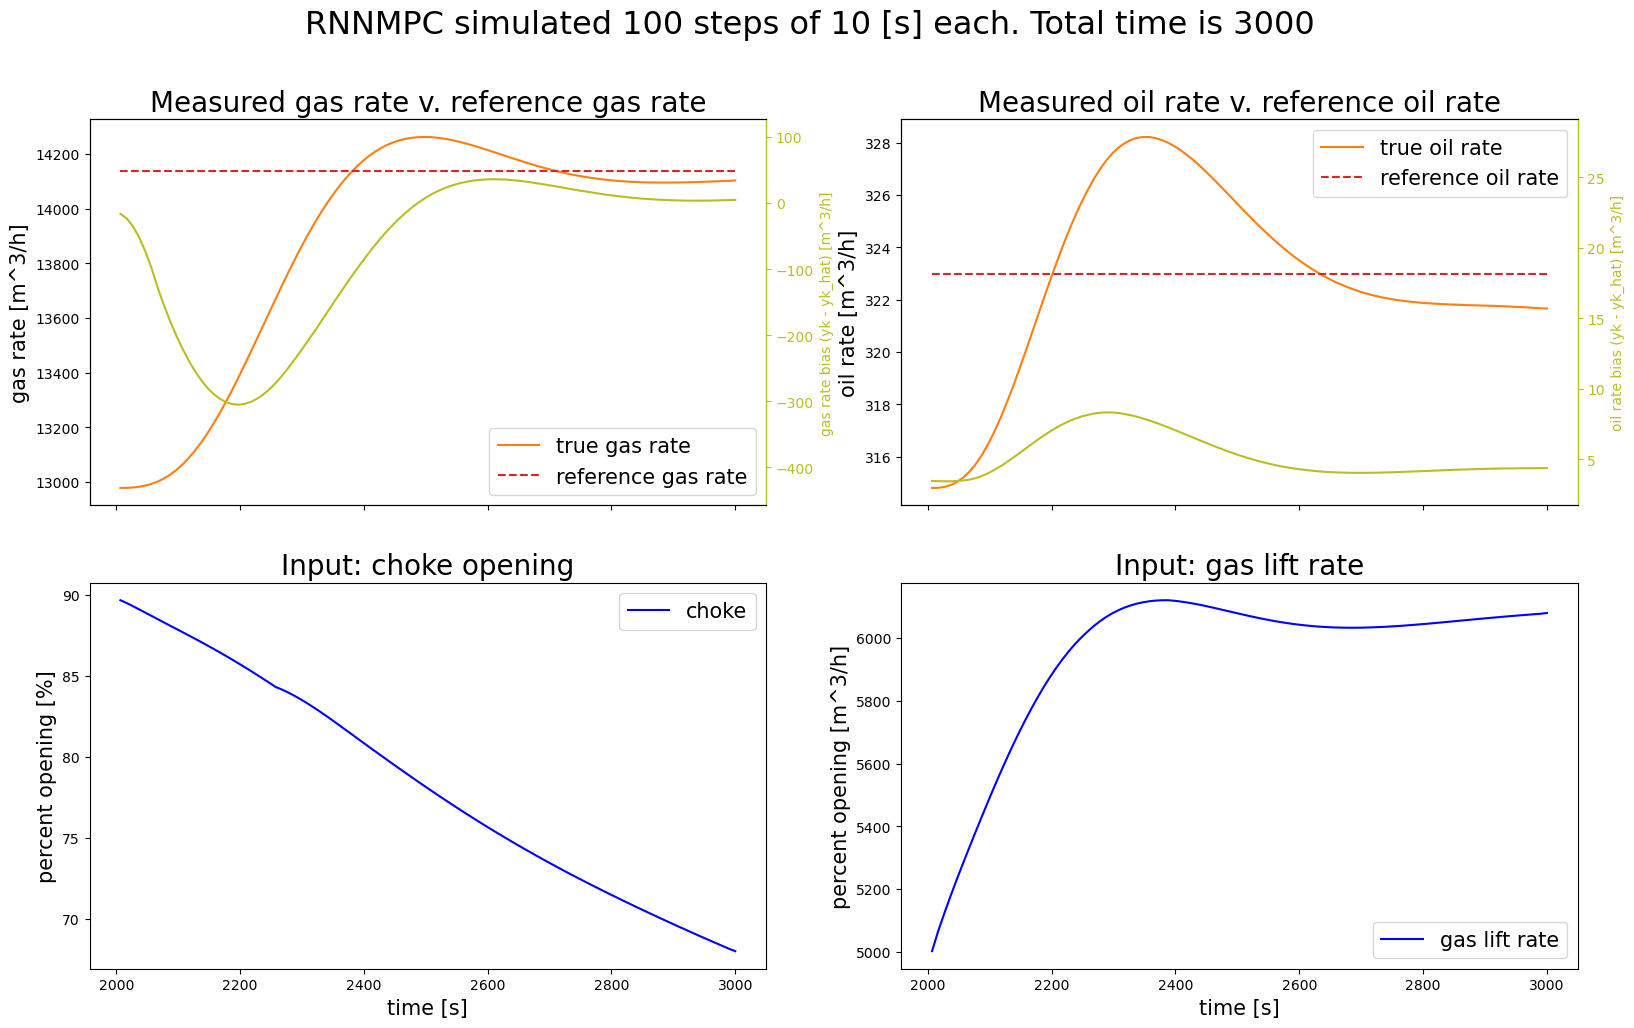 RNNMPC simulated 100 steps of 10 [s] each. Total time is 3000
Measured gas rate v. reference gas rate
gas rate [m^3/h]
14200
14000
13800
13600
13400
13200
13000
100
0
−100
−200
−300
−400
gas rate bias (yk - yk_hat) [m^3/h]
true gas rate
reference gas rate
Measured oil rate v. reference oil rate
oil rate [m^3/h]
328
326
324
322
320
318
316
25
20
15
10
5
oil rate bias (yk - yk_hat) [m^3/h]
true oil rate
reference oil rate
Input: choke opening
percent opening [%]
90
85
80
75
70
choke
2000
2200
2400
2600
2800
3000
time [s]
Input: gas lift rate
percent opening [m^3/h]
6000
5800
5600
5400
5200
5000
gas lift rate
2000
2200
2400
2600
2800
3000
time [s]